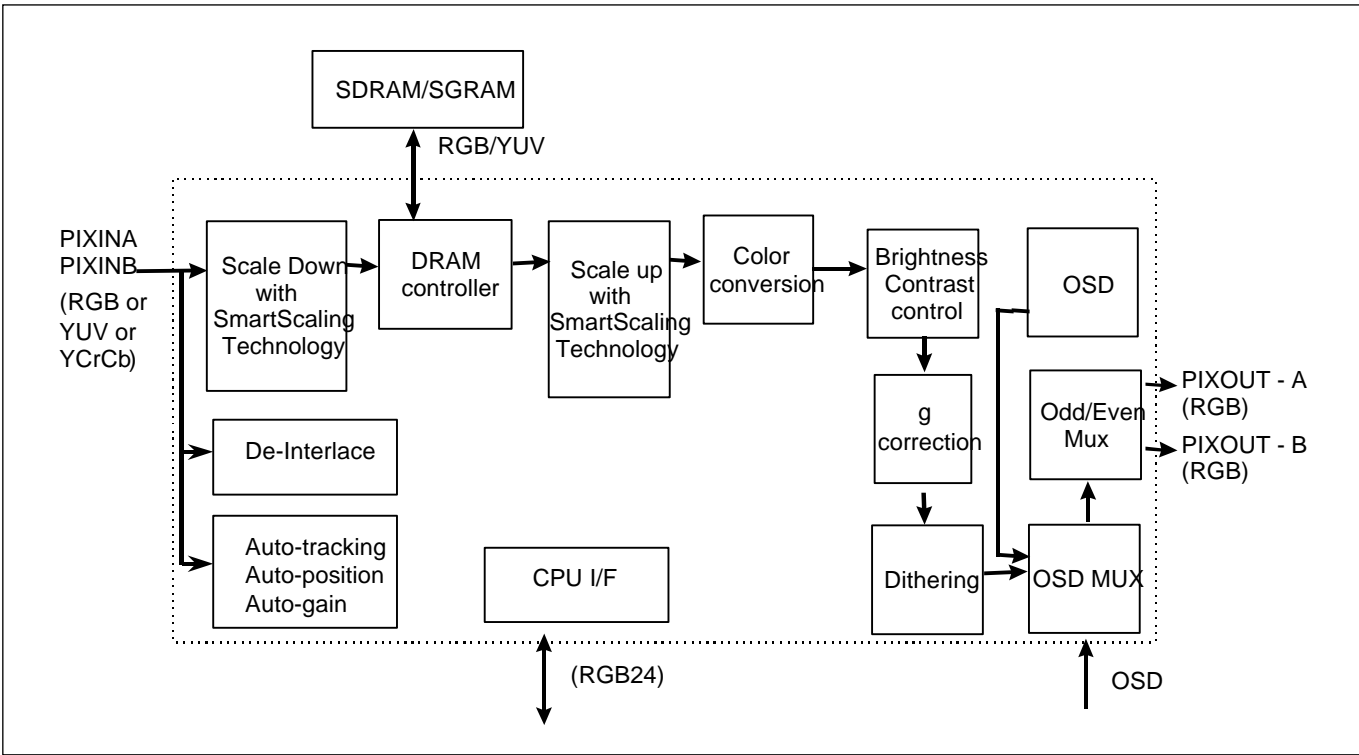 SDRAM/SGRAM
RGB/YUV
PIXINA
PIXINB
(RGB or
YUV or
YCrCb)
Scale Down
with
SmartScaling
Technology
DRAM
controller
Scale up
with
SmartScaling
Technology
Color
conversion
Brightness
Contrast
control
OSD
g
correction
Odd/Even
Mux
PIXOUT - A
(RGB)
PIXOUT - B
(RGB)
De-Interlace
Auto-tracking
Auto-position
Auto-gain
CPU I/F
Dithering
OSD MUX
(RGB24)
OSD